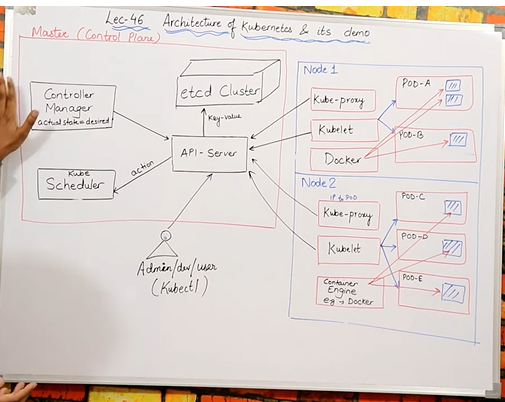 Lec-46 Architecture of Kubernetes & its demo
Master (Control Plane)
Controller
Manager
actual state = desired
etcd Cluster
Key-value
API-Server
action
Kube
Scheduler
Admin/dev/user
(Kubectl)
Node 1
Kube-proxy
Kubelet
Docker
POD-A
POD-B
Node 2
IP to POD
Kube-proxy
Kubelet
Container
Engine
eg → Docker
POD-C
POD-D
POD-E